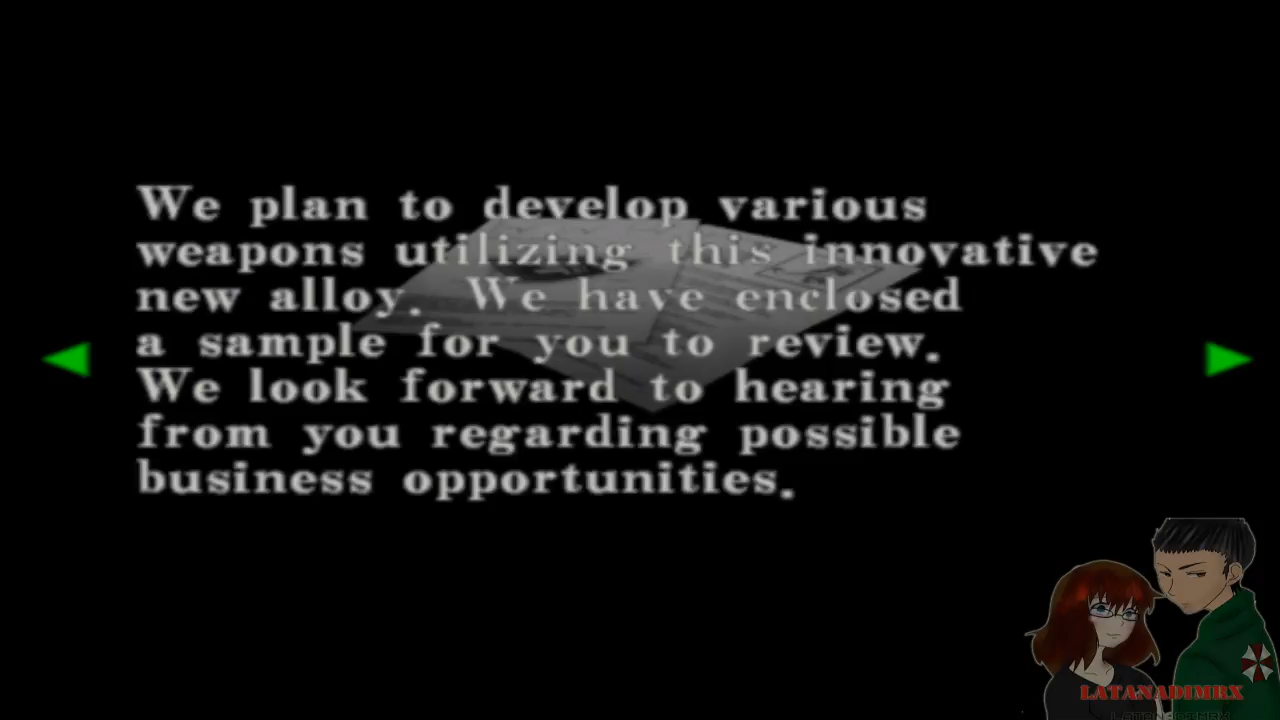 We plan to develop various
weapons utilizing this innovative
new alloy. We have enclosed
a sample for you to review.
We look forward to hearing
from you regarding possible
business opportunities.
LATANADIMRX
LATANADIMRX